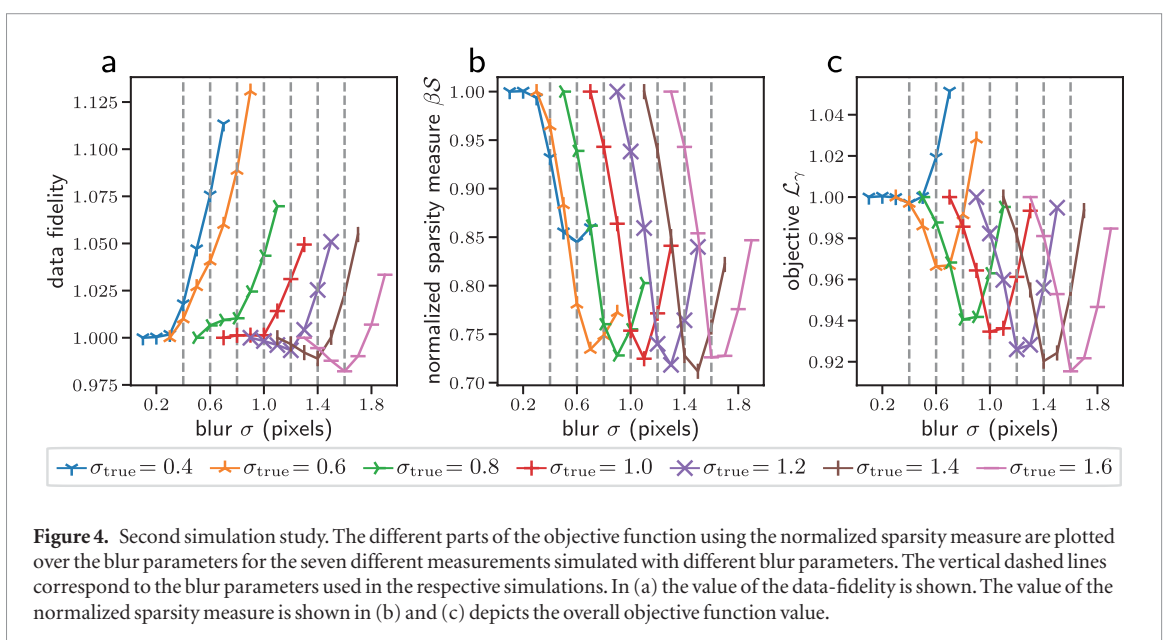 a
data fidelity
1.125
1.100
1.075
1.050
1.025
1.000
0.975
0.2 0.6 1.0 1.4 1.8
blur σ (pixels)
b
normalized sparsity measure βS
1.00
0.95
0.90
0.85
0.80
0.75
0.70
0.2 0.6 1.0 1.4 1.8
blur σ (pixels)
c
objective ℒγ
1.04
1.02
1.00
0.98
0.96
0.94
0.92
0.2 0.6 1.0 1.4 1.8
blur σ (pixels)
σtrue = 0.4 σtrue = 0.6 σtrue = 0.8 σtrue = 1.0 σtrue = 1.2 σtrue = 1.4 σtrue = 1.6
Figure 4. Second simulation study. The different parts of the objective function using the normalized sparsity measure are plotted
over the blur parameters for the seven different measurements simulated with different blur parameters. The vertical dashed lines
correspond to the blur parameters used in the respective simulations. In (a) the value of the data-fidelity is shown. The value of the
normalized sparsity measure is shown in (b) and (c) depicts the overall objective function value.